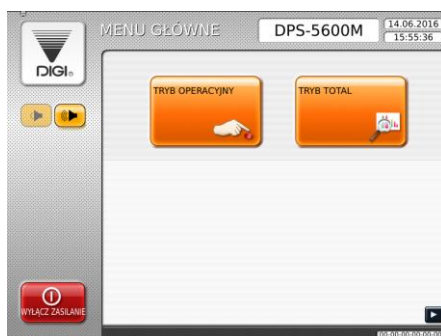 DIGI®
MENU GŁÓWNE
DPS-5600M
14.06.2016
15:55:36
TRYB OPERACYJNY
TRYB TOTAL
WYŁĄCZ ZASILANIE